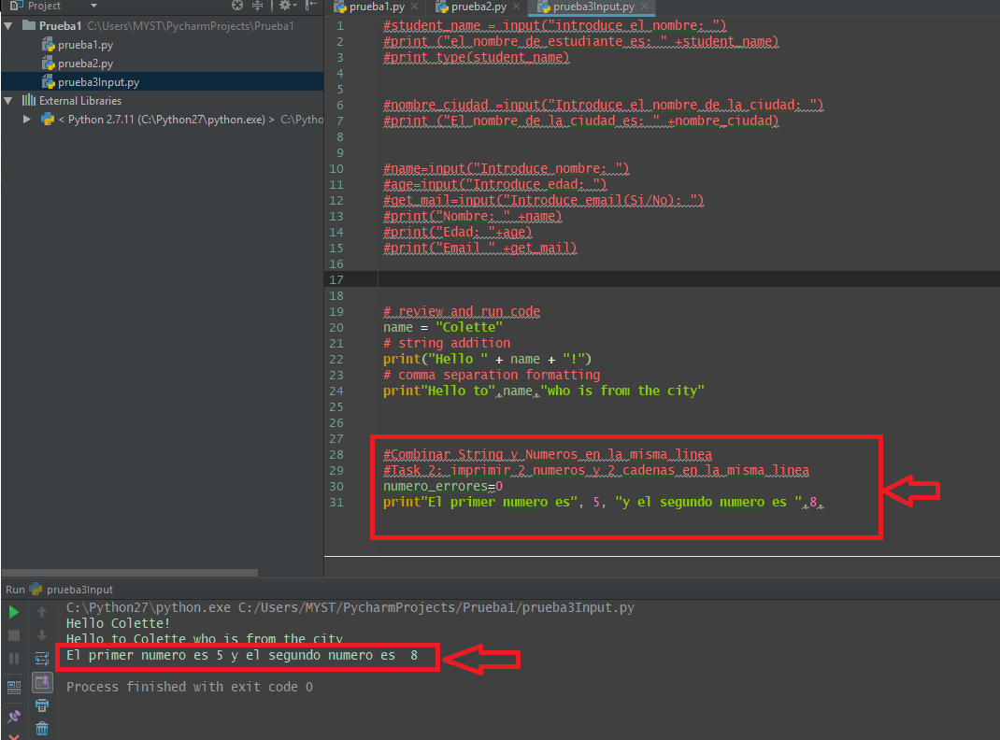 Project
Prueba1 C:\Users\MYST\PycharmProjects\Prueba1
prueba1.py
prueba2.py
prueba3Input.py
External Libraries
< Python 2.7.11 (C:\Python27\python.exe) > C:\Pytho
prueba1.py prueba2.py prueba3Input.py
1 #student_name = input("introduce el nombre: ")
2 #print ("el nombre de estudiante es: " +student_name)
3 #print type(student_name)
4
5
6 #nombre_ciudad =input("Introduce el nombre de la ciudad: ")
7 #print ("El nombre de la ciudad es: " +nombre_ciudad)
8
9
10 #name=input("Introduce nombre: ")
11 #age=input("Introduce edad: ")
12 #get_mail=input("Introduce email(Si/No): ")
13 #print("Nombre: " +name)
14 #print("Edad: "+age)
15 #print("Email " +get_mail)
16
17
18
19 # review and run code
20 name = "Colette"
21 # string addition
22 print("Hello " + name + "!")
23 # comma separation formatting
24 print"Hello to",name,"who is from the city"
25
26
27
28 #Combinar String y Numeros en la misma linea
29 #Task 2: imprimir 2 numeros y 2 cadenas en la misma linea
30 numero_errores=0
31 print"El primer numero es", 5, "y el segundo numero es ",8,
Run prueba3Input
C:\Python27\python.exe C:/Users/MYST/PycharmProjects/Prueba1/prueba3Input.py
Hello Colette!
Hello to Colette who is from the city
El primer numero es 5 y el segundo numero es  8
Process finished with exit code 0